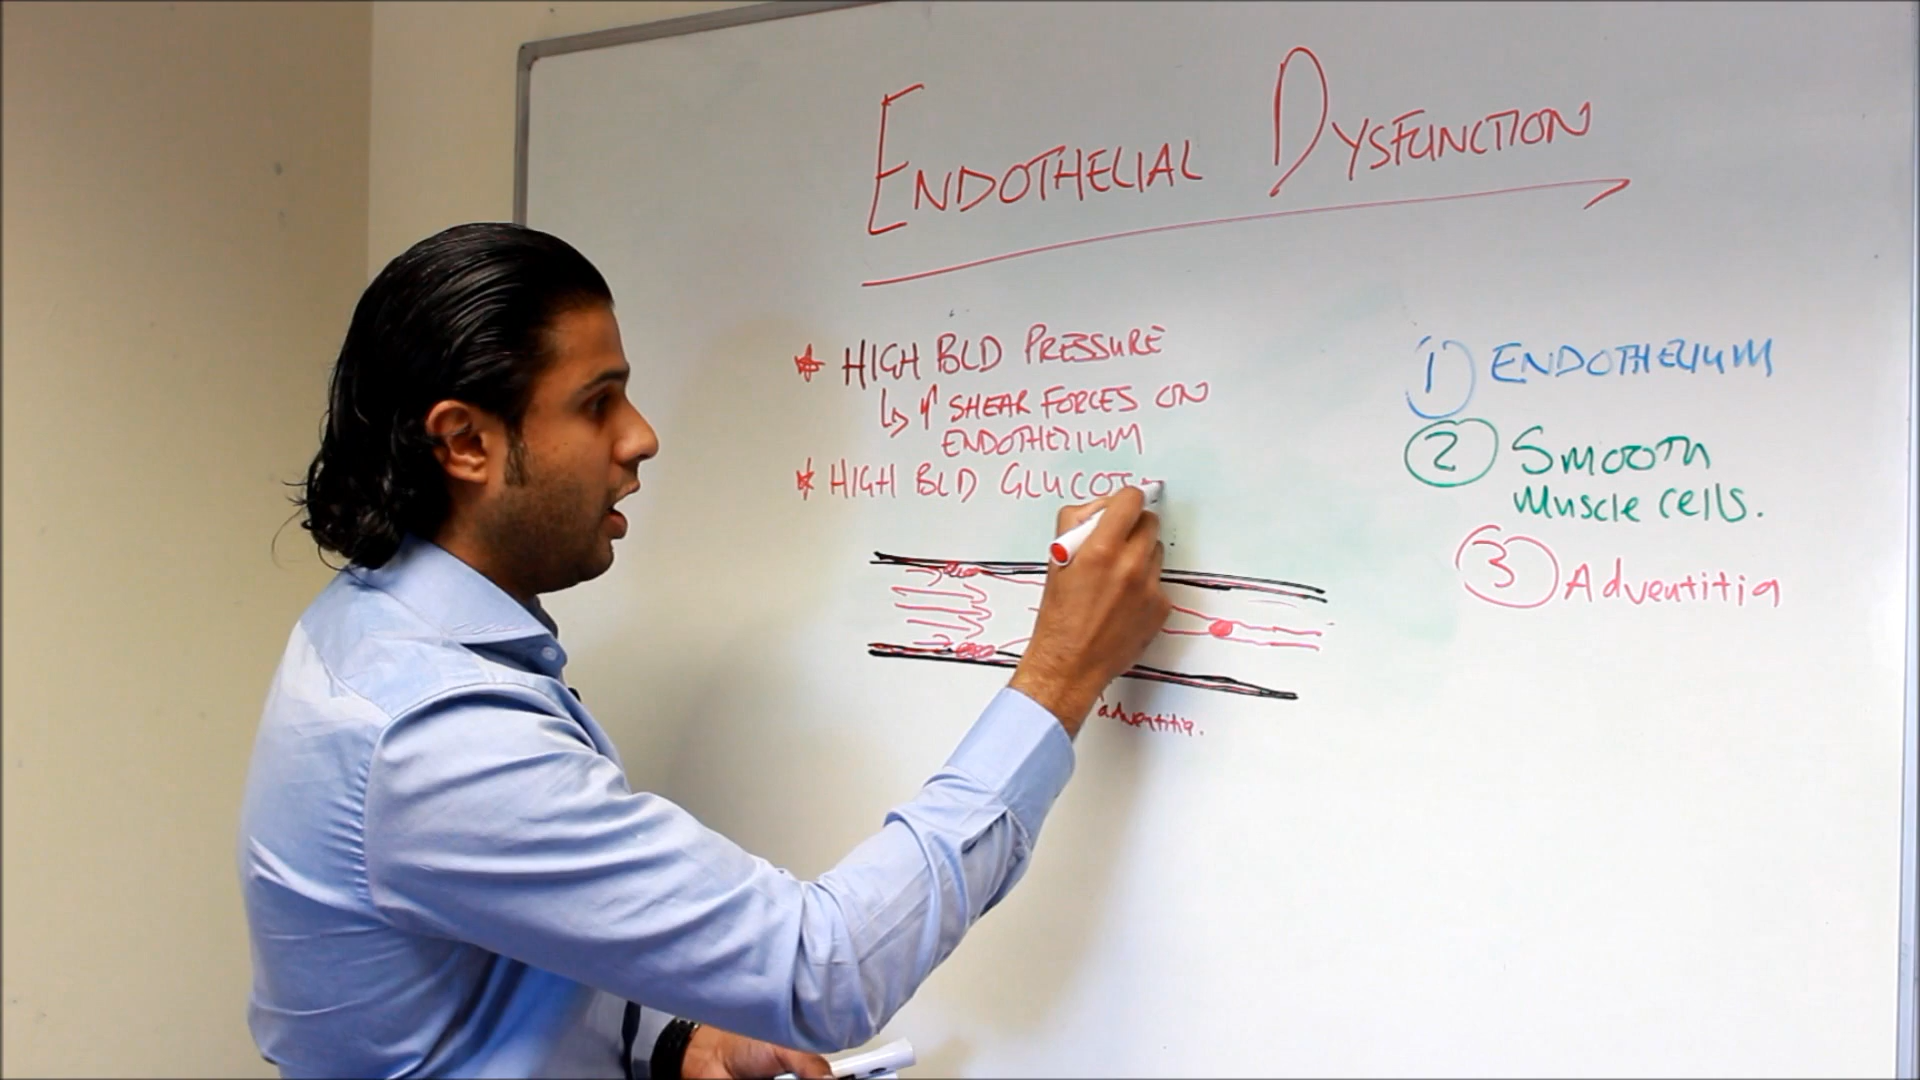 ENDOTHELIAL DYSFUNCTION
HIGH BLD PRESSURE
↳ ↑ SHEAR FORCES ON
ENDOTHELIUM
HIGH BLD GLUCOSE
adventitia.
1) ENDOTHELIUM
2 Smooth
Muscle cells.
3 Adventitia